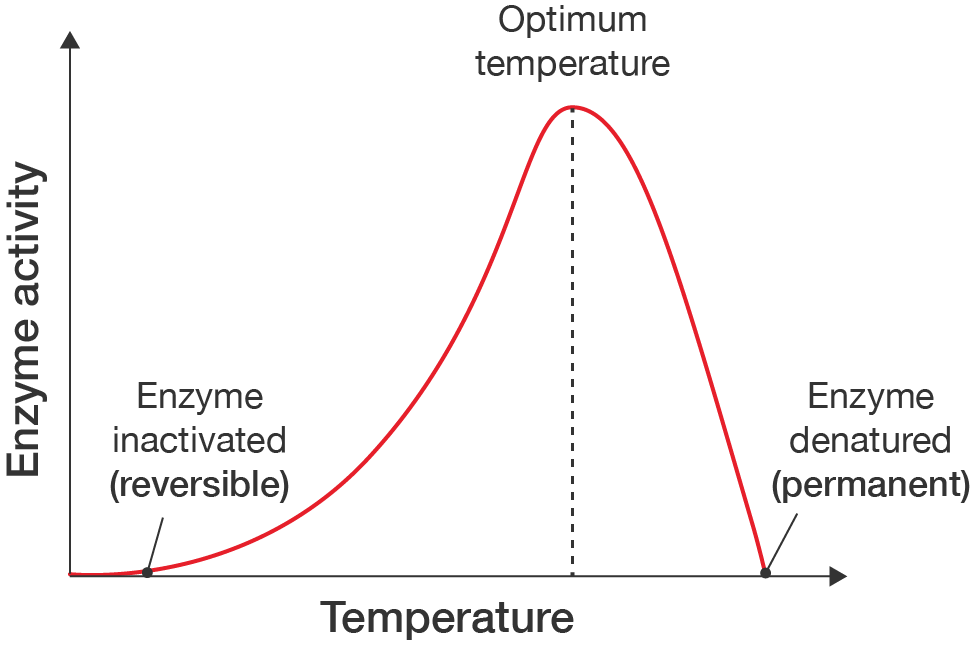 Optimum
temperature
Enzyme activity
Enzyme
inactivated
(reversible)
Enzyme
denatured
(permanent)
Temperature